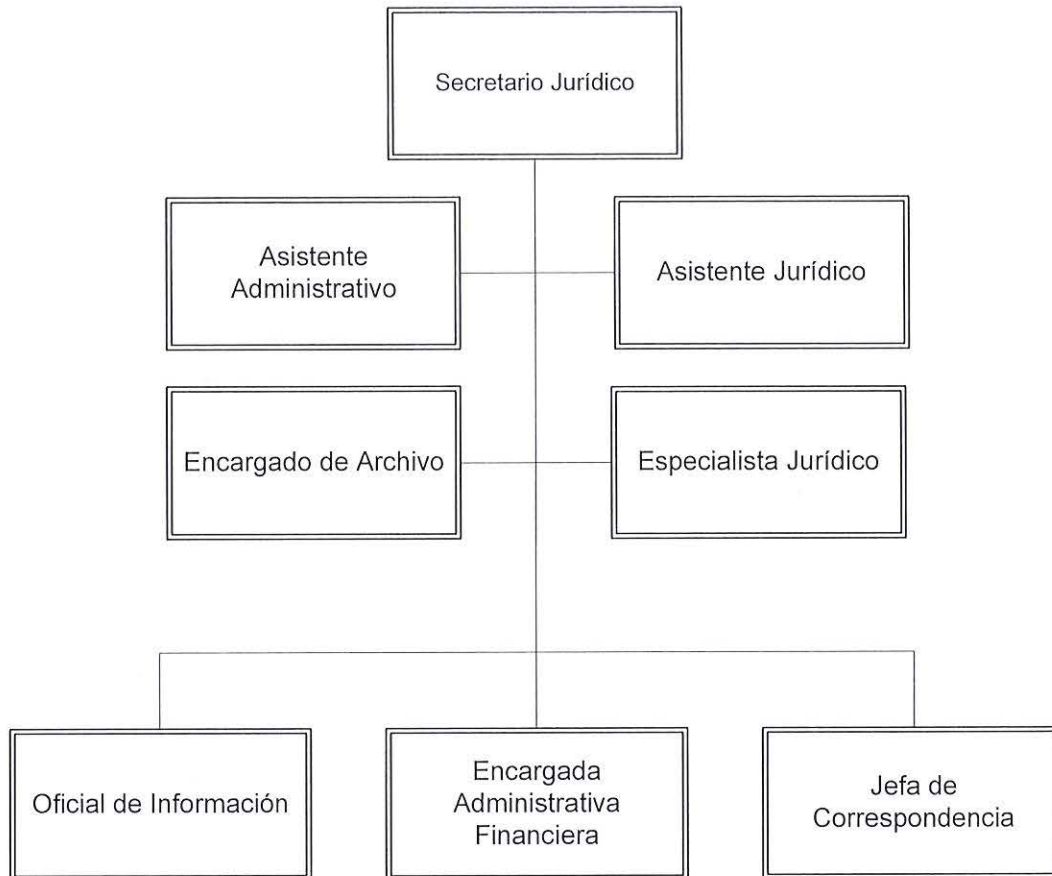 Secretario Jurídico
Asistente
Administrativo
Asistente Jurídico
Encargado de Archivo
Especialista Jurídico
Oficial de Información
Encargada
Administrativa
Financiera
Jefa de
Correspondencia